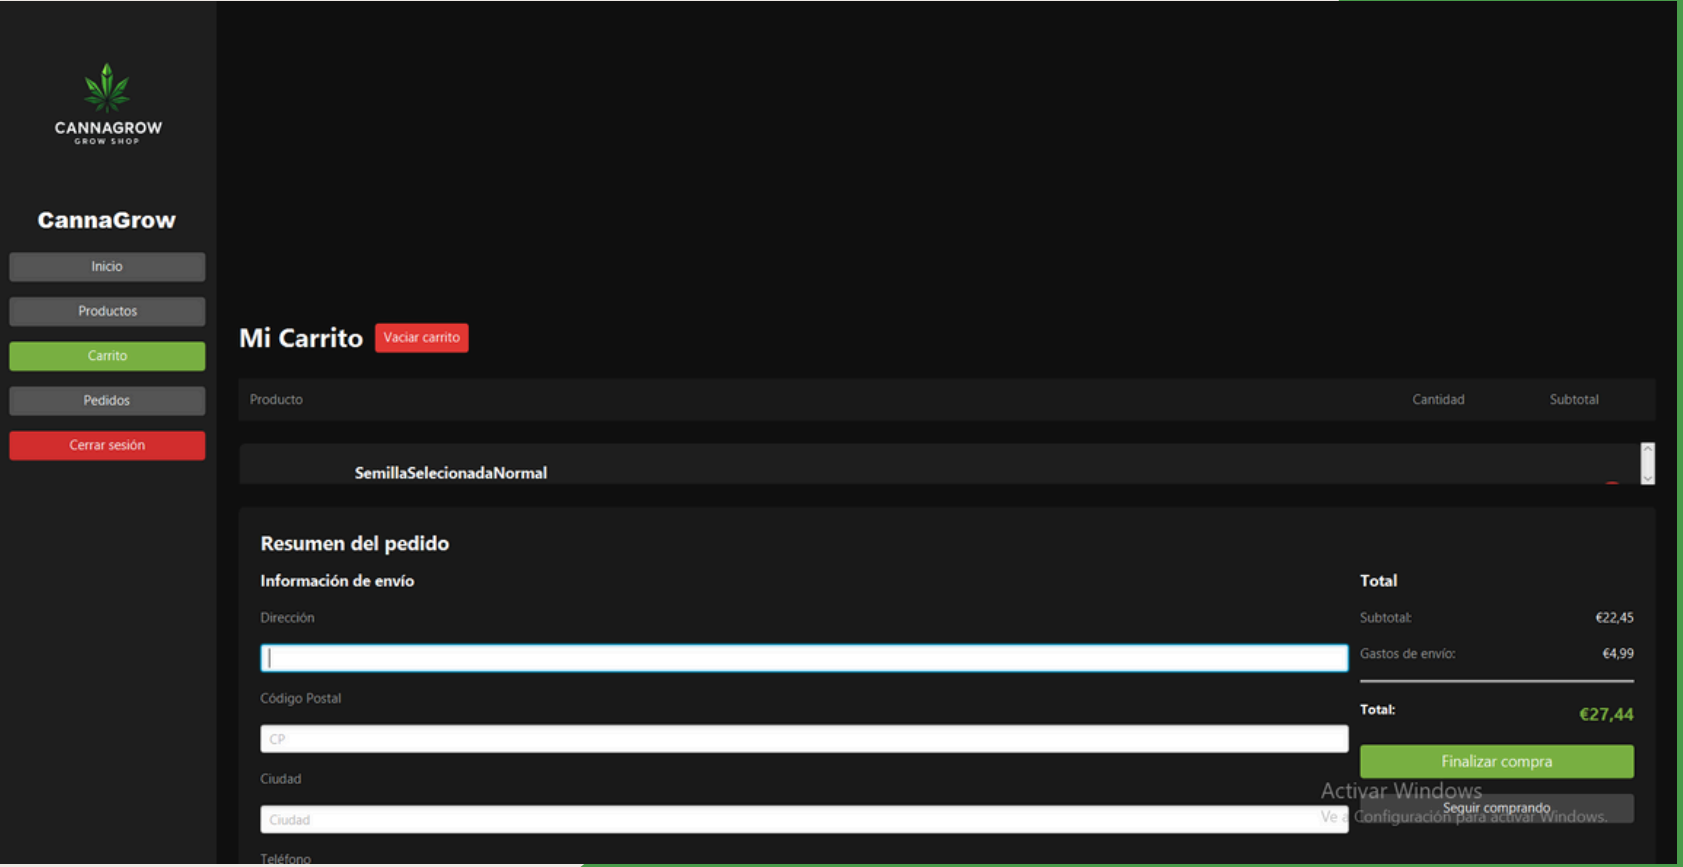 CANNAGROW
GROW SHOP
CannaGrow
Inicio
Productos
Carrito
Pedidos
Cerrar sesión
Mi Carrito
Vaciar carrito
Producto Cantidad Subtotal
SemillaSelecionadaNormal
Resumen del pedido
Información de envío
Dirección
Código Postal
CP
Ciudad
Ciudad
Teléfono
Total
Subtotal: €22,45
Gastos de envío: €4,99
Total: €27,44
Finalizar compra
Seguir comprando
Activar Windows
Ve a Configuración para activar Windows.